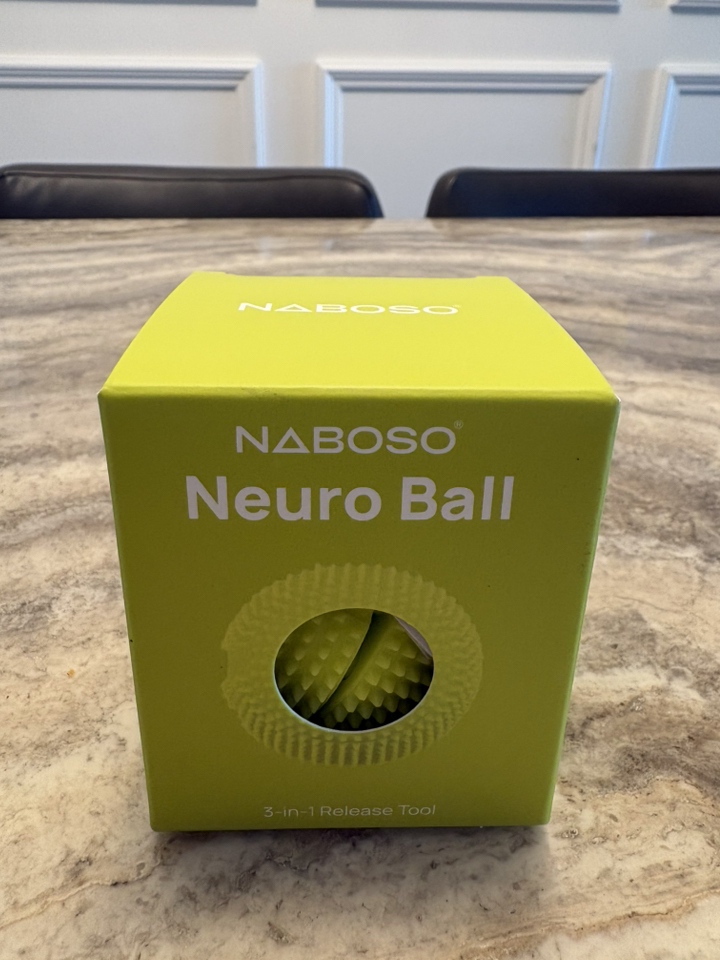 NABOSO
NABOSO®
Neuro Ball
3-in-1 Release Tool